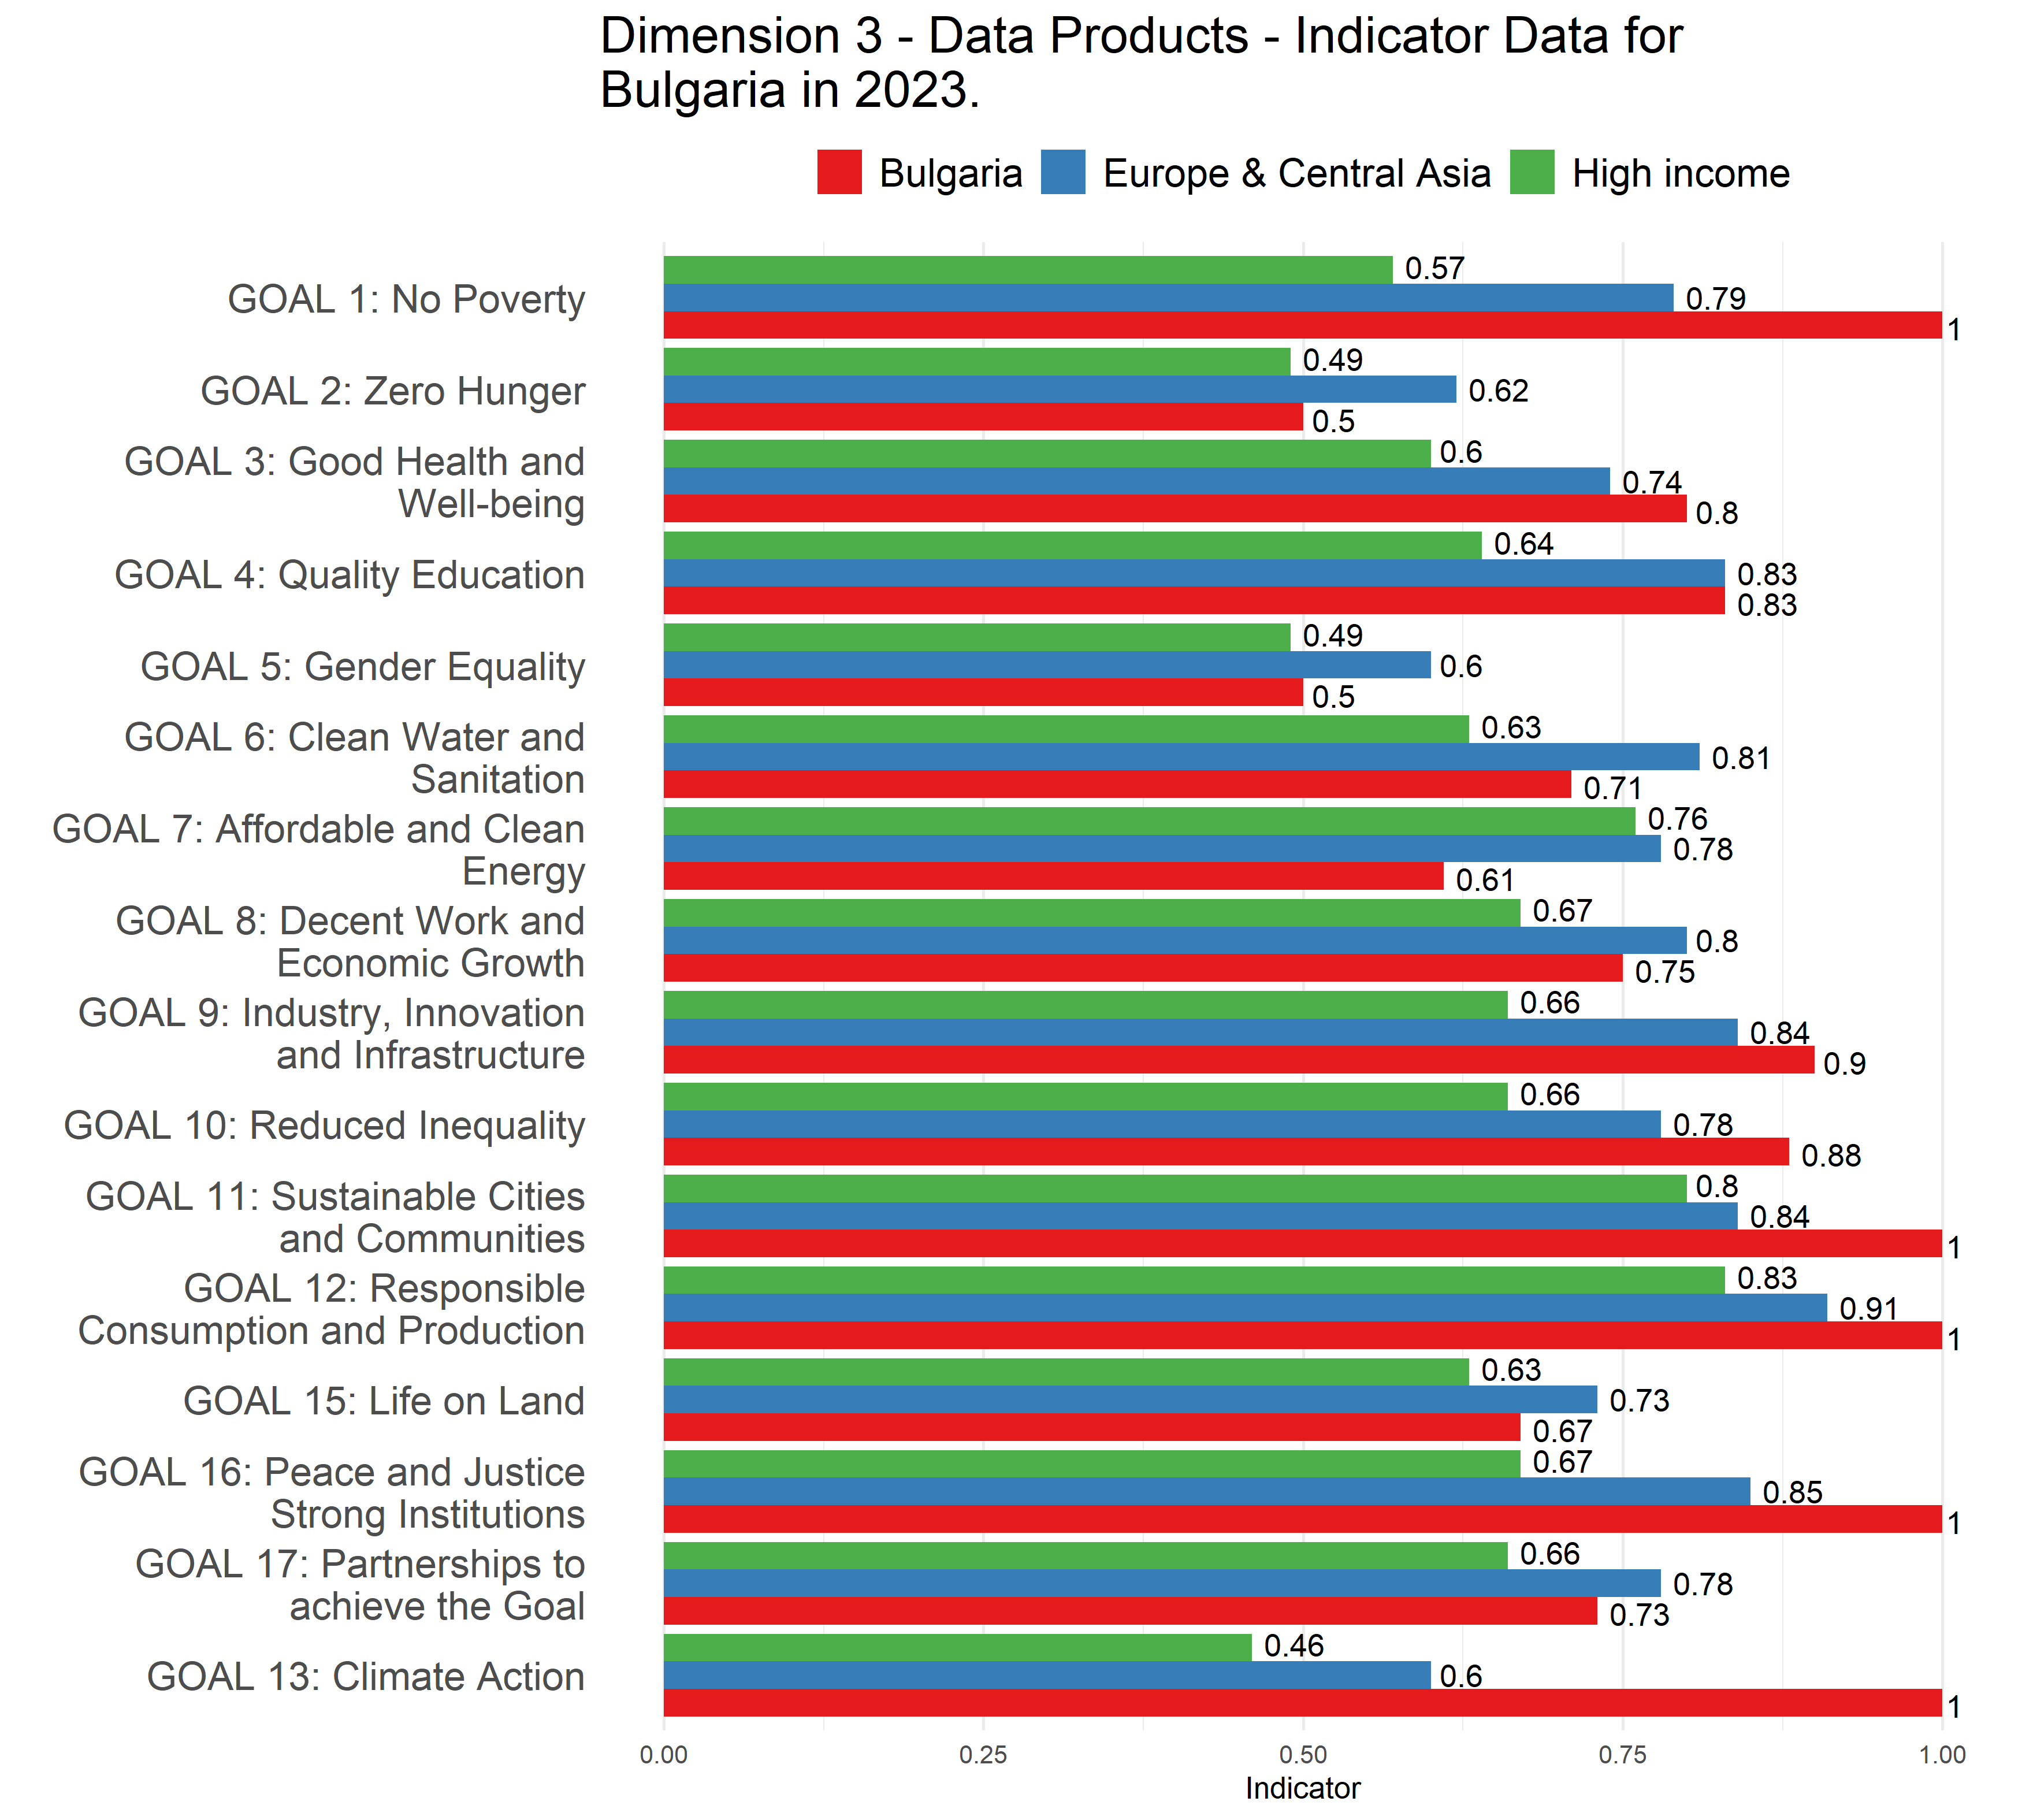 Dimension 3 - Data Products - Indicator Data for
Bulgaria in 2023.
Bulgaria Europe & Central Asia High income
GOAL 1: No Poverty
0.57
0.79
1
GOAL 2: Zero Hunger
0.49
0.62
0.5
GOAL 3: Good Health and
Well-being
0.6
0.74
0.8
GOAL 4: Quality Education
0.64
0.83
0.83
GOAL 5: Gender Equality
0.49
0.6
0.5
GOAL 6: Clean Water and
Sanitation
0.63
0.81
0.71
GOAL 7: Affordable and Clean
Energy
0.76
0.78
0.61
GOAL 8: Decent Work and
Economic Growth
0.67
0.8
0.75
GOAL 9: Industry, Innovation
and Infrastructure
0.66
0.84
0.9
GOAL 10: Reduced Inequality
0.66
0.78
0.88
GOAL 11: Sustainable Cities
and Communities
0.8
0.84
1
GOAL 12: Responsible
Consumption and Production
0.83
0.91
1
GOAL 15: Life on Land
0.63
0.73
0.67
GOAL 16: Peace and Justice
Strong Institutions
0.67
0.85
1
GOAL 17: Partnerships to
achieve the Goal
0.66
0.78
0.73
GOAL 13: Climate Action
0.46
0.6
1
0.00 0.25 0.50 0.75 1.00
Indicator